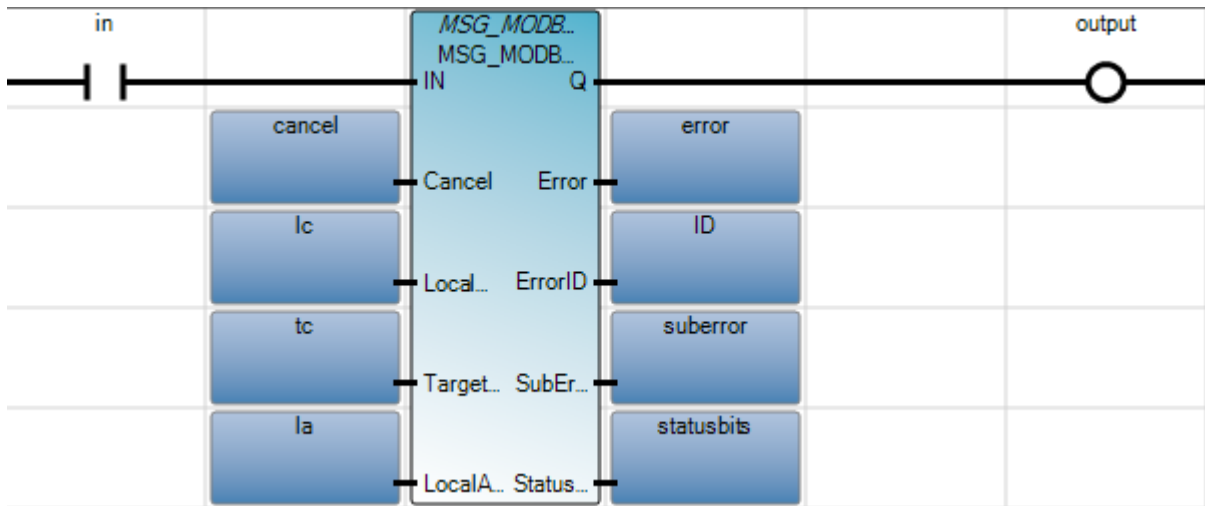 in
MSG_MODB...
output
MSG_MODB...
IN Q
cancel
error
Cancel Error
lc
ID
Local... ErrorID
tc
suberror
Target... SubEr...
la
statusbits
LocalA... Status...